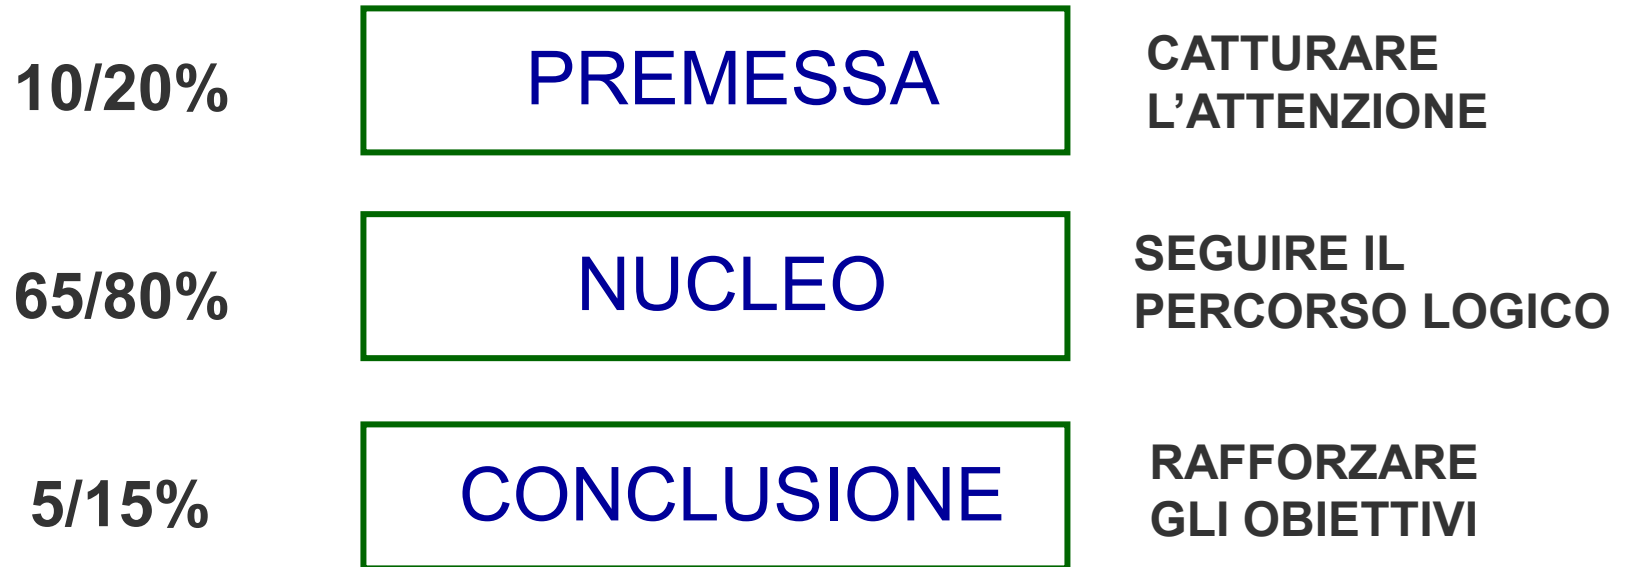 10/20%
PREMESSA
CATTURARE
L’ATTENZIONE
65/80%
NUCLEO
SEGUIRE IL
PERCORSO LOGICO
5/15%
CONCLUSIONE
RAFFORZARE
GLI OBIETTIVI